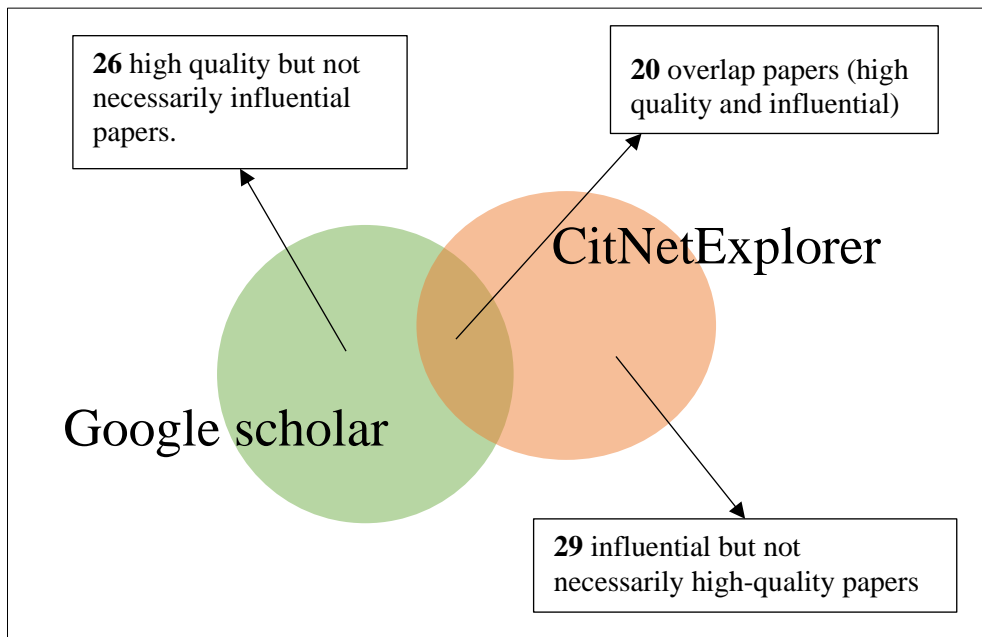 26 high quality but not
necessarily influential
papers.
20 overlap papers (high
quality and influential)
CitNetExplorer
Google scholar
29 influential but not
necessarily high-quality papers